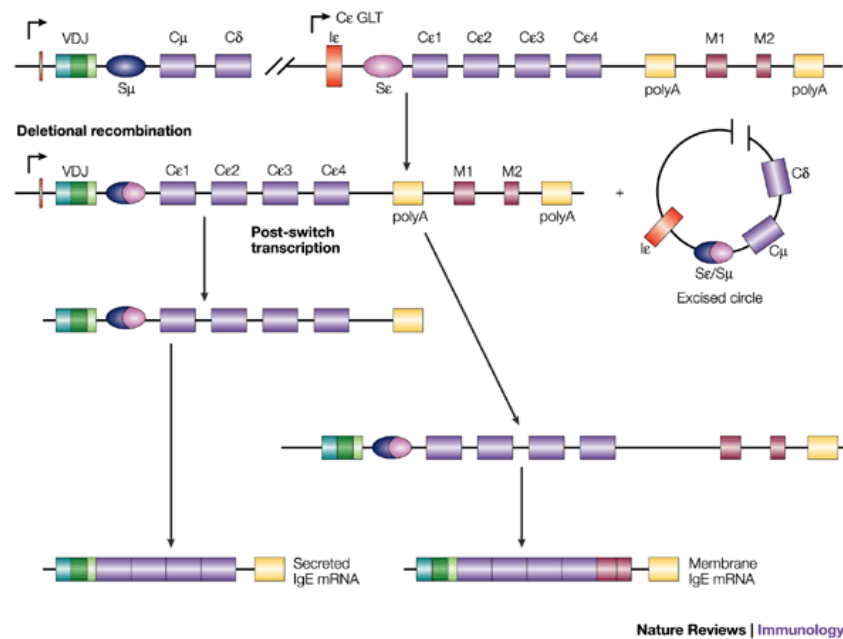 Cε GLT
VDJ Cμ Cδ Iε Cε1 Cε2 Cε3 Cε4 M1 M2
Sμ Sε polyA polyA
Deletional recombination
VDJ Cε1 Cε2 Cε3 Cε4 M1 M2
polyA polyA
+
Cδ
Cμ
Iε
Sε/Sμ
Excised circle
Post-switch
transcription
Secreted
IgE mRNA
Membrane
IgE mRNA
Nature Reviews | Immunology